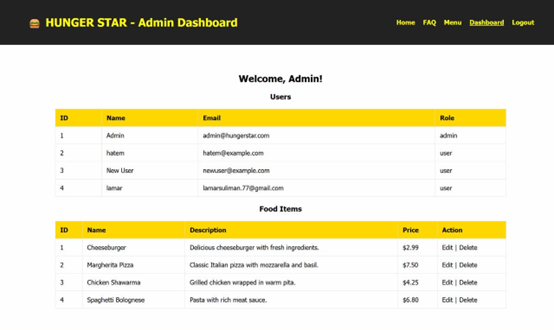 HUNGER STAR - Admin Dashboard
Home FAQ Menu Dashboard Logout
Welcome, Admin!
Users
ID Name Email Role
1 Admin admin@hungerstar.com admin
2 hatem hatem@example.com user
3 New User newuser@example.com user
4 lamar lamarsuliman.77@gmail.com user
Food Items
ID Name Description Price Action
1 Cheeseburger Delicious cheeseburger with fresh ingredients. $2.99 Edit | Delete
2 Margherita Pizza Classic Italian pizza with mozzarella and basil. $7.50 Edit | Delete
3 Chicken Shawarma Grilled chicken wrapped in warm pita. $4.25 Edit | Delete
4 Spaghetti Bolognese Pasta with rich meat sauce. $6.80 Edit | Delete